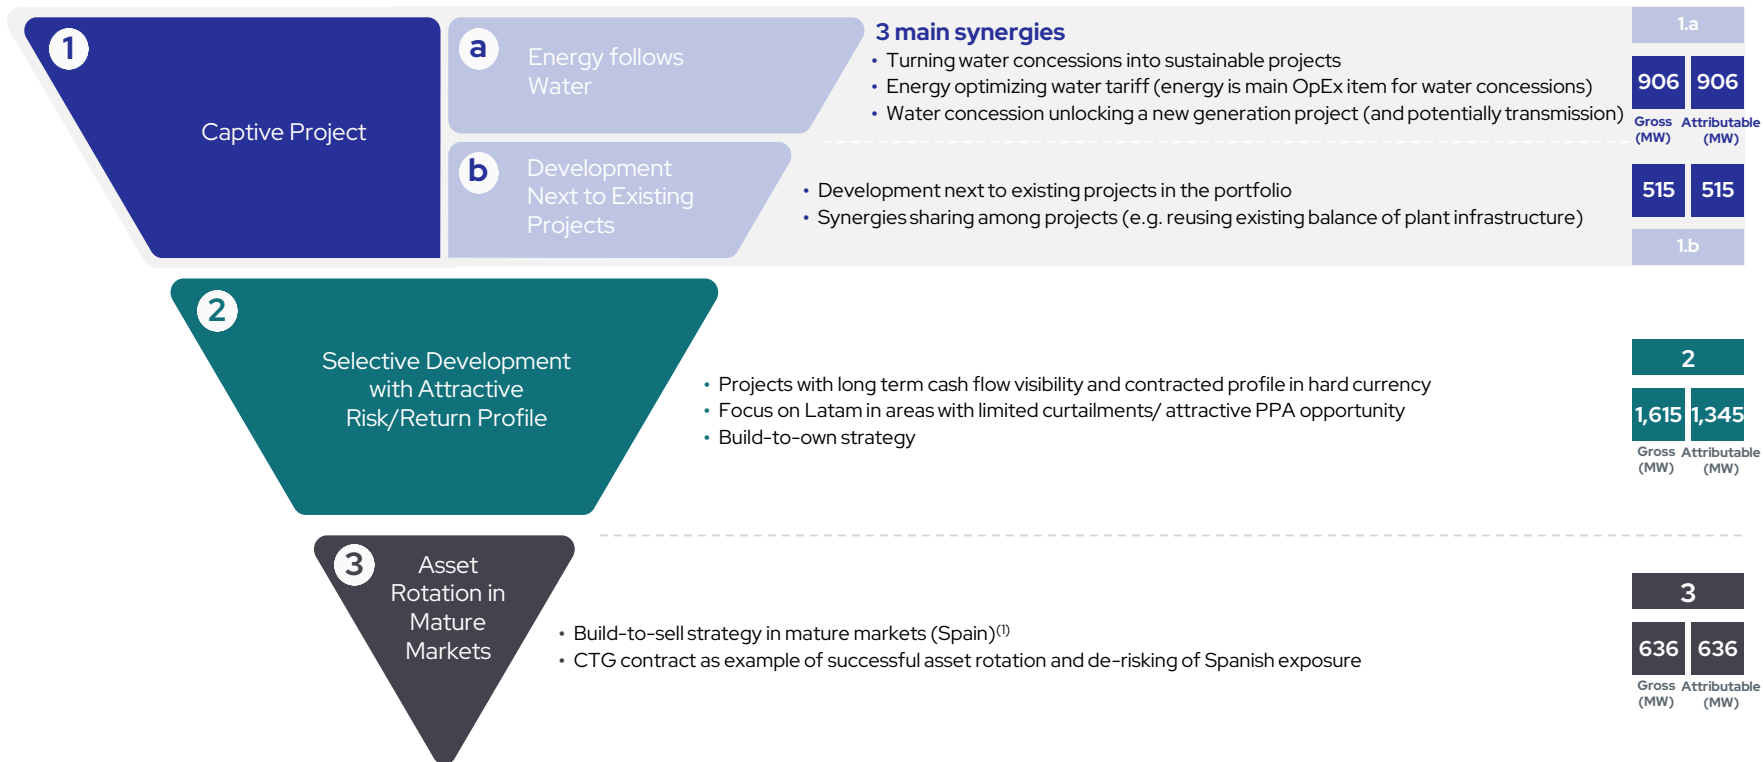 1
Captive Project
a
Energy follows
Water
3 main synergies
• Turning water concessions into sustainable projects
• Energy optimizing water tariff (energy is main OpEx item for water concessions)
• Water concession unlocking a new generation project (and potentially transmission)
1.a
906 906
Gross Attributable
(MW) (MW)
b
Development
Next to Existing
Projects
• Development next to existing projects in the portfolio
• Synergies sharing among projects (e.g. reusing existing balance of plant infrastructure)
515 515
1.b
2
Selective Development
with Attractive
Risk/Return Profile
• Projects with long term cash flow visibility and contracted profile in hard currency
• Focus on Latam in areas with limited curtailments/ attractive PPA opportunity
• Build-to-own strategy
2
1,615 1,345
Gross Attributable
(MW) (MW)
3
Asset
Rotation in
Mature
Markets
• Build-to-sell strategy in mature markets (Spain)(1)
• CTG contract as example of successful asset rotation and de-risking of Spanish exposure
3
636 636
Gross Attributable
(MW) (MW)